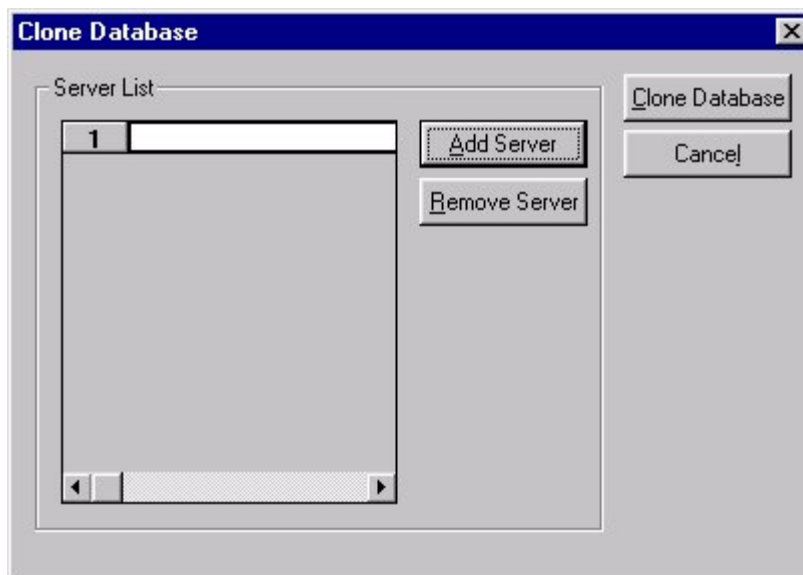 Clone Database
Server List
Clone Database
1
Add Server
Cancel
Remove Server